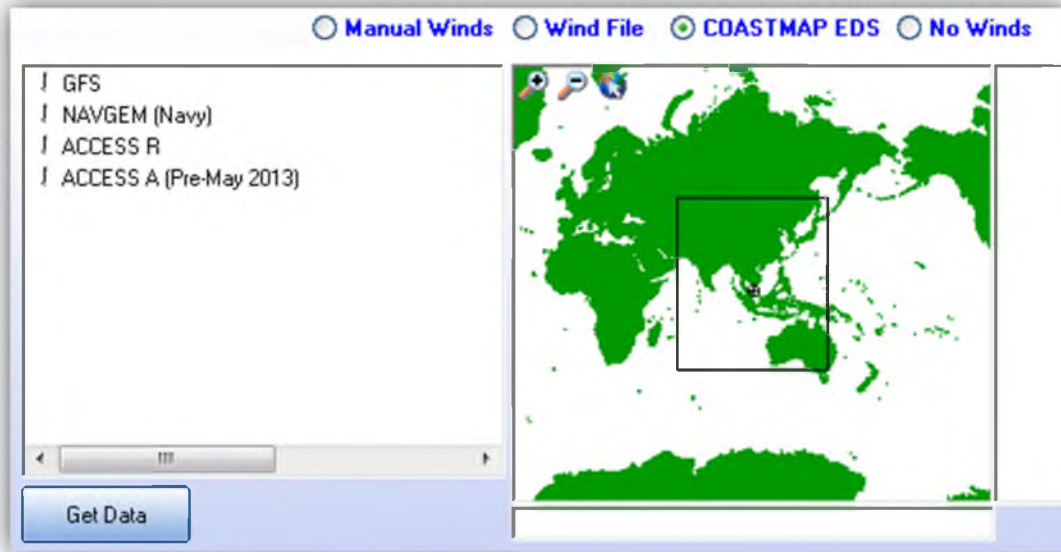 Manual Winds Wind File COASTMAP EDS No Winds
GFS
NAVGEM (Navy)
ACCESS R
ACCESS A (Pre-May 2013)
Get Data